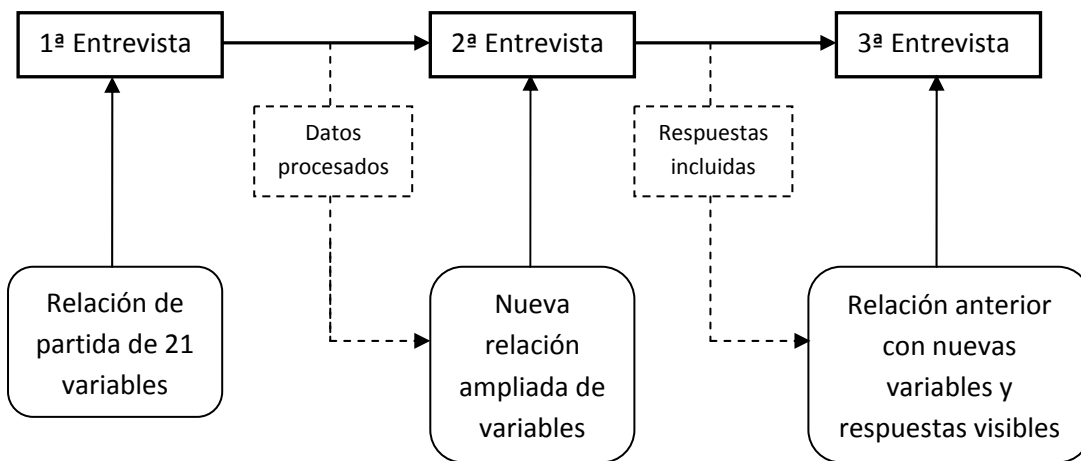 1ª Entrevista
2ª Entrevista
3ª Entrevista
Datos
procesados
Respuestas
incluidas
Relación de
partida de 21
variables
Nueva
relación
ampliada de
variables
Relación anterior
con nuevas
variables y
respuestas visibles